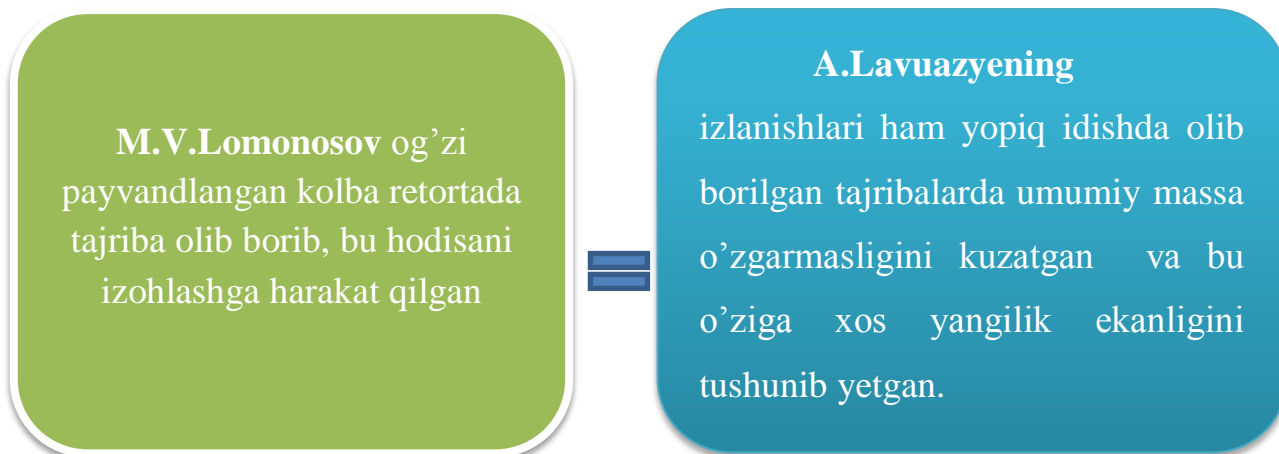 M.V.Lomonosov og’zi
payvandlangan kolba retortada
tajriba olib borib, bu hodisani
izohlashga harakat qilgan
A.Lavuazyening
izlanishlari ham yopiq idishda olib
borilgan tajribalarda umumiy massa
o’zgarmasligini kuzatgan va bu
o’ziga xos yangilik ekanligini
tushunib yetgan.